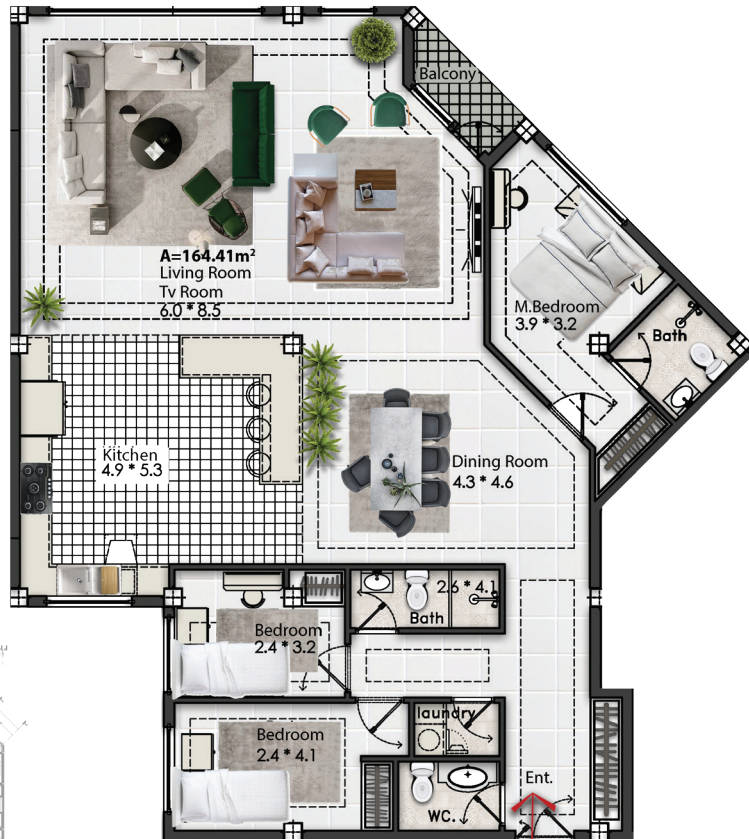 Balcony
A=164.41m²
Living Room
Tv Room
6.0 * 8.5
M.Bedroom
3.9 * 3.2
Bath
Kitchen
4.9 * 5.3
Dining Room
4.3 * 4.6
2.6 * 4.1
Bath
Bedroom
2.4 * 3.2
laundry
Bedroom
2.4 * 4.1
Ent.
WC.